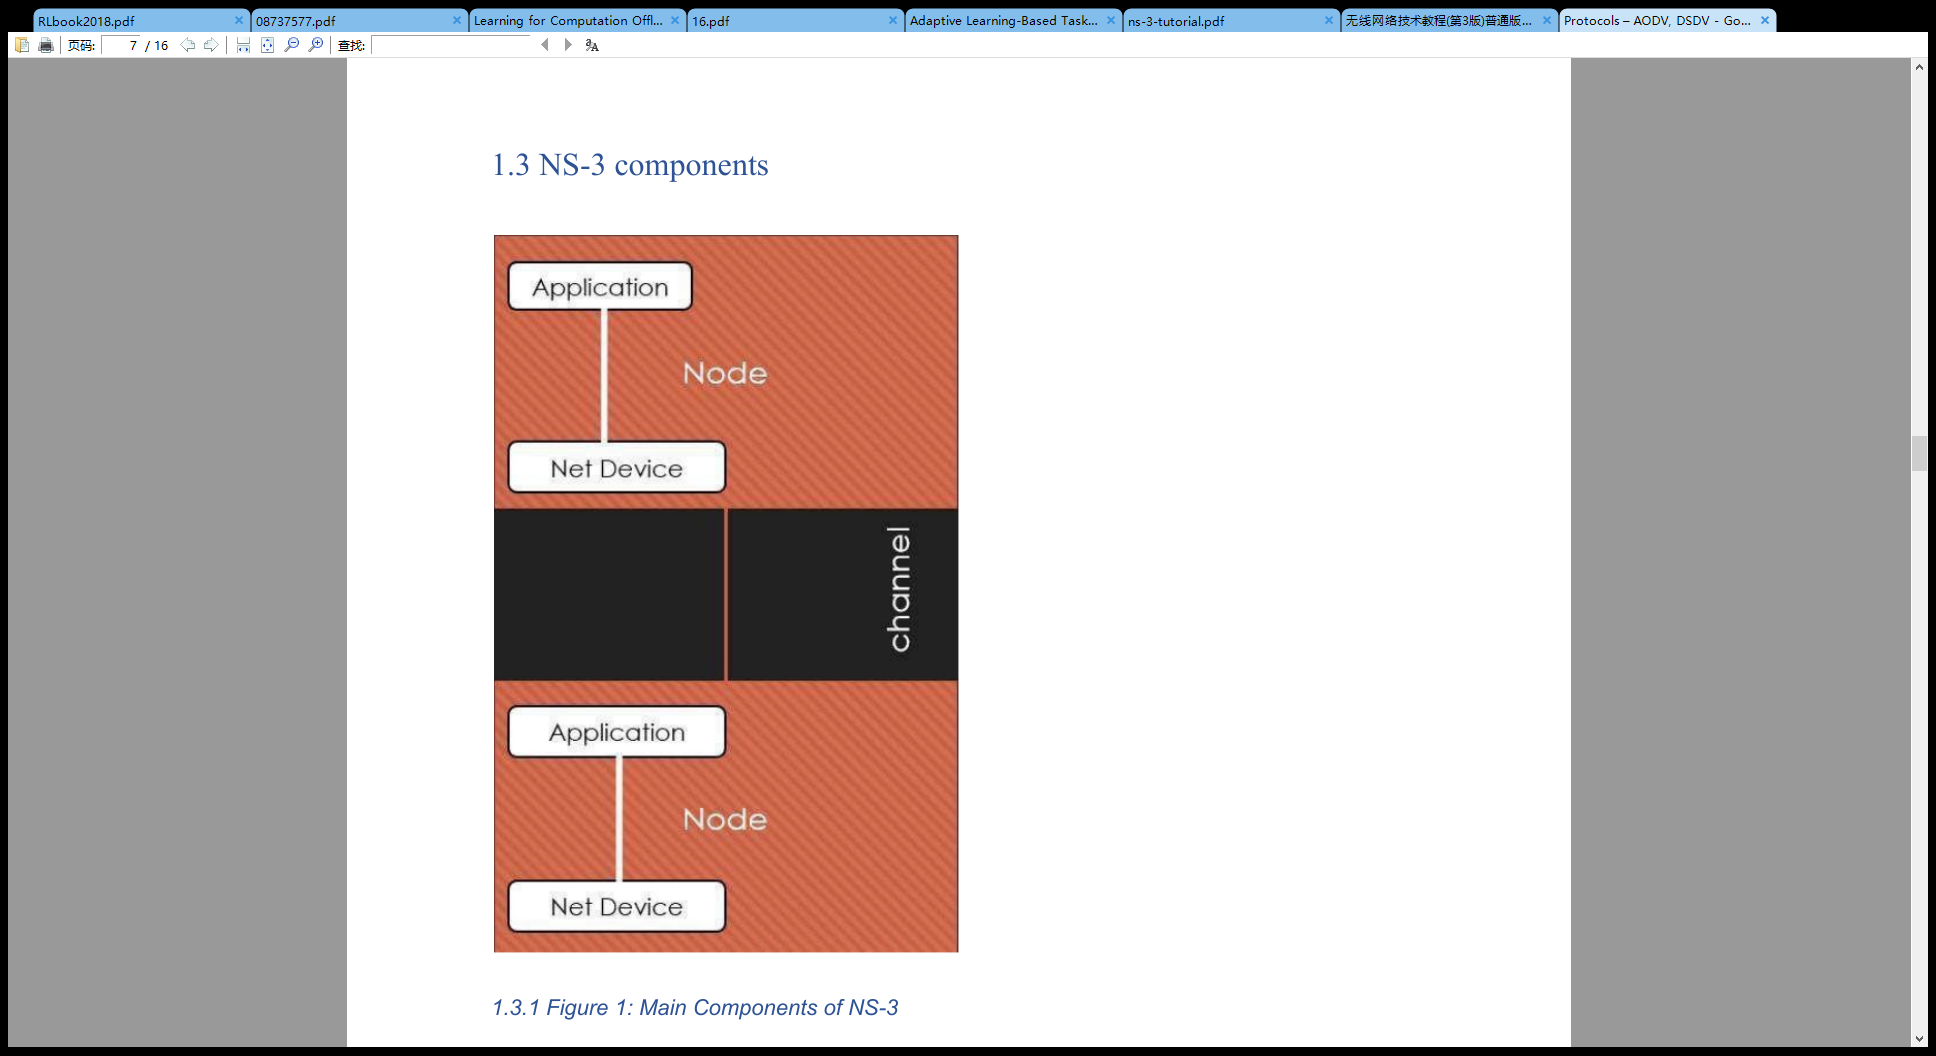 RLbook2018.pdf
08737577.pdf
Learning for Computation Offl...
16.pdf
Adaptive Learning-Based Task...
ns-3-tutorial.pdf
无线网络技术教程(第3版)普通版...
Protocols – AODV, DSDV - Go...
页码: 7 / 16
查找:
1.3 NS-3 components
Application
Node
Net Device
channel
Application
Node
Net Device
1.3.1 Figure 1: Main Components of NS-3